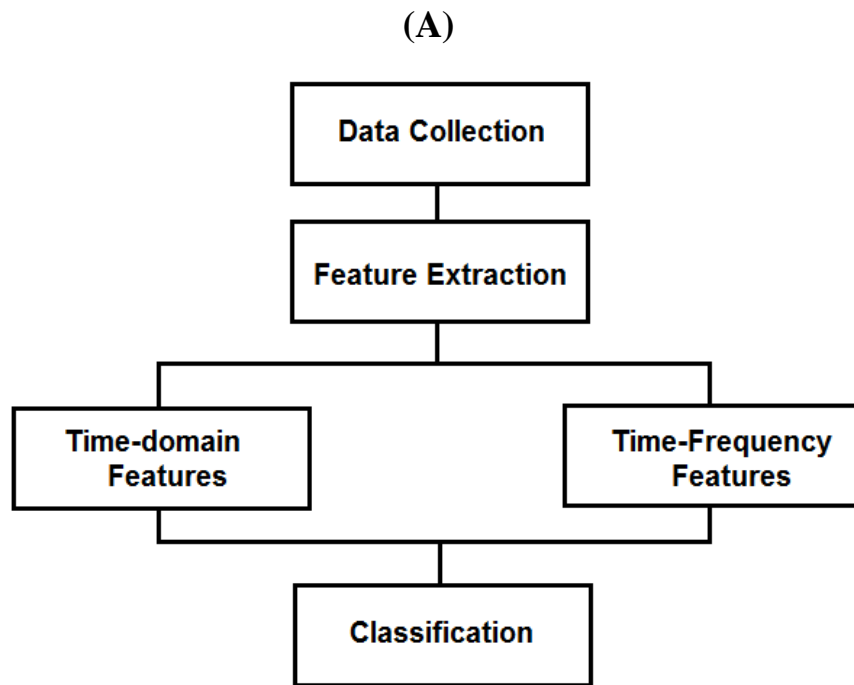 (A)
Data Collection
Feature Extraction
Time-domain
Features
Time-Frequency
Features
Classification